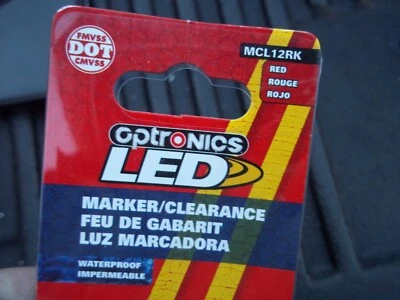 FMVSS
DOT
CMVSS
MCL12RK
RED
ROUGE
ROJO
OPTRONICS
LED
MARKER/CLEARANCE
FEU DE GABARIT
LUZ MARCADORA
WATERPROOF
IMPERMEABLE